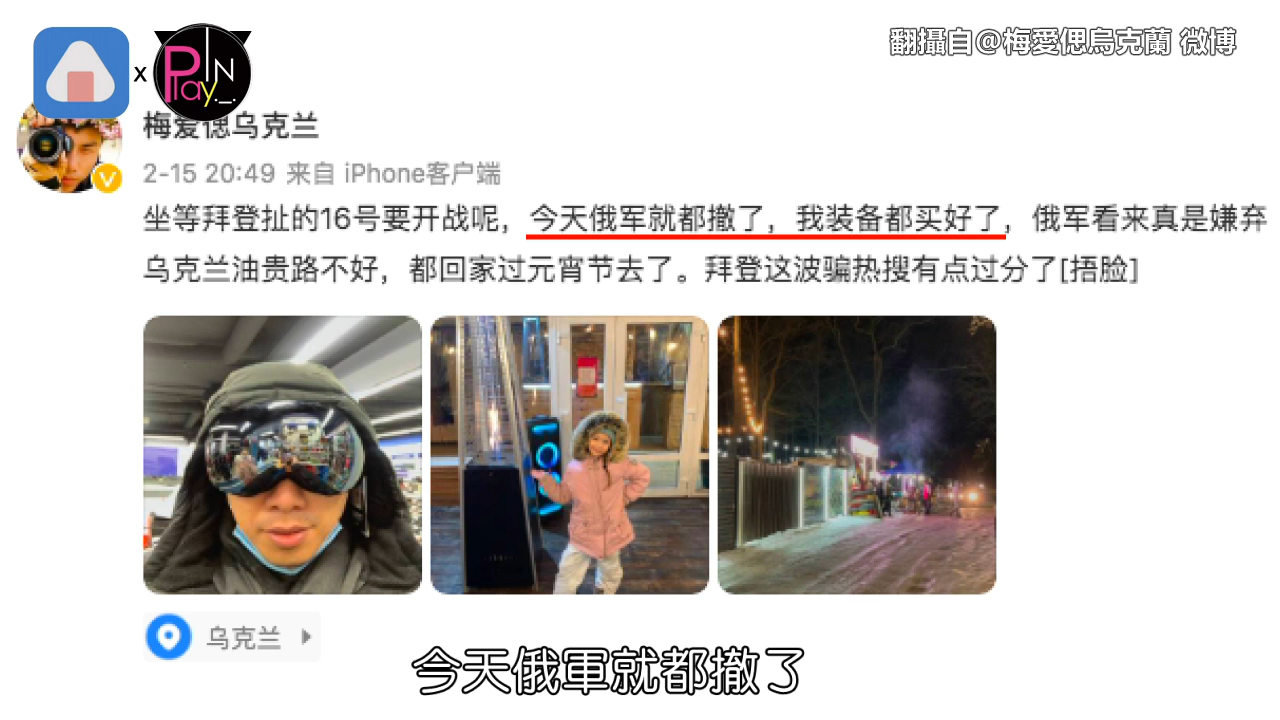 翻攝自@梅愛偲烏克蘭 微博
x
PlayIN._.
梅爱偲乌克兰
2-15 20:49 来自 iPhone客户端
坐等拜登扯的16号要开战呢，今天俄军就都撤了，我装备都买好了，俄军看来真是嫌弃
乌克兰油贵路不好，都回家过元宵节去了。拜登这波骗热搜有点过分了[捂脸]
乌克兰
今天俄軍就都撤了